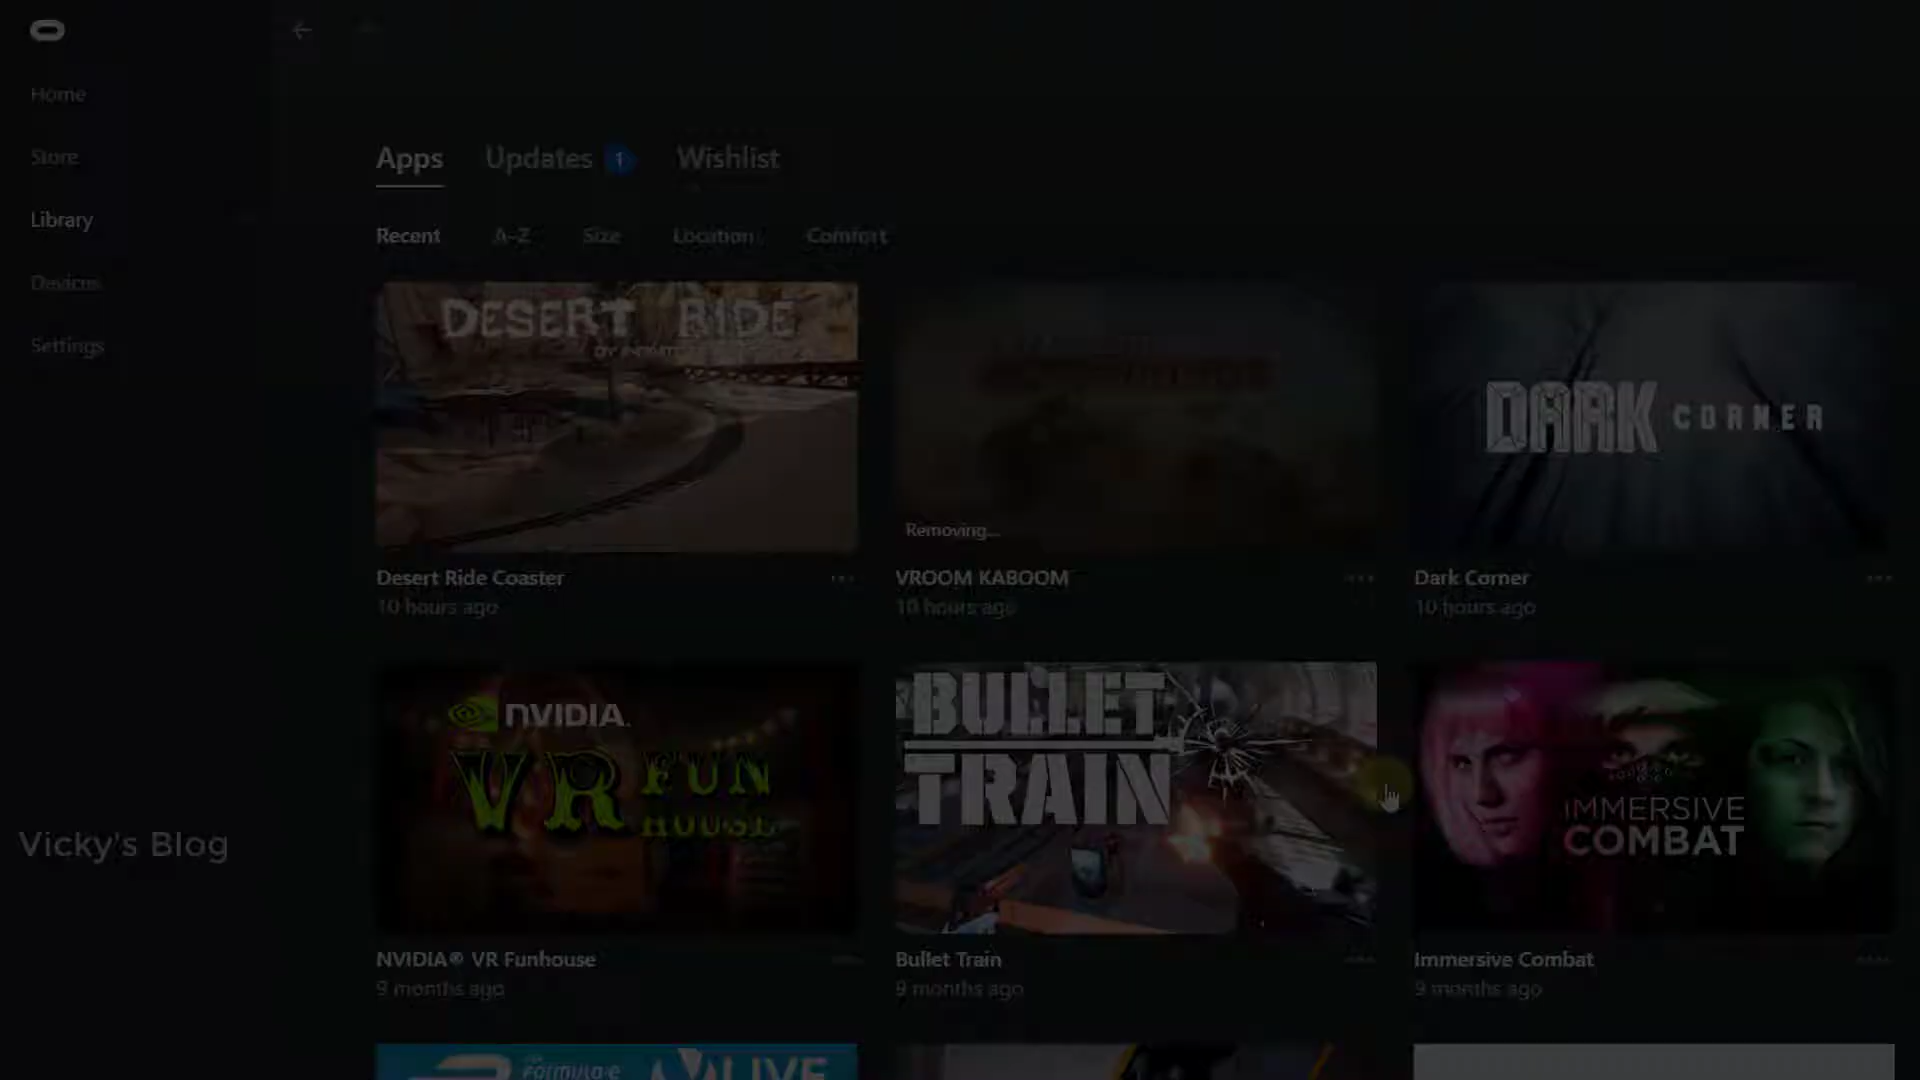 Home
Store
Library
Devices
Settings
Vicky's Blog
Apps Updates 1 Wishlist
Recent A-Z Size Location Comfort
DESERT RIDE
Removing...
DARK CORNER
Desert Ride Coaster ...
10 hours ago
VROOM KABOOM ...
10 hours ago
Dark Corner ...
10 hours ago
NVIDIA.
VR FUN
HOUSE
BULLET
TRAIN
IMMERSIVE
COMBAT
NVIDIA® VR Funhouse ...
9 months ago
Bullet Train ...
9 months ago
Immersive Combat ...
9 months ago
FORMULA-E
LIVE